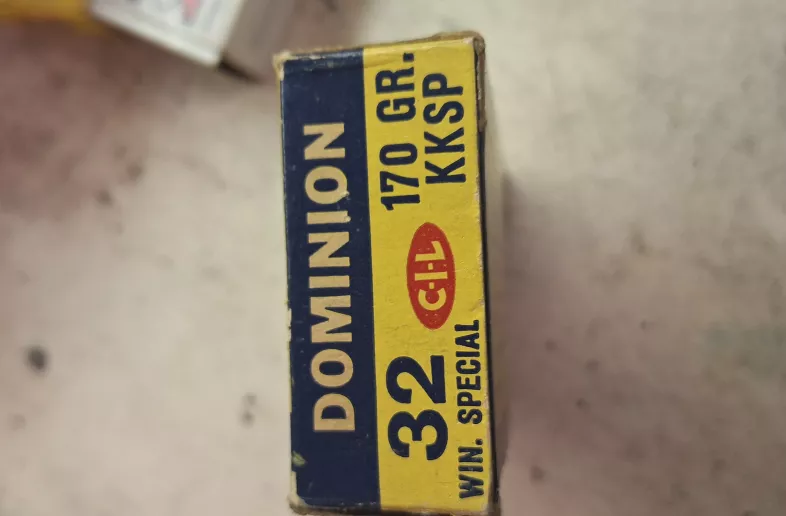 DOMINION
32
WIN. SPECIAL
C-I-L
170 GR.
KKSP